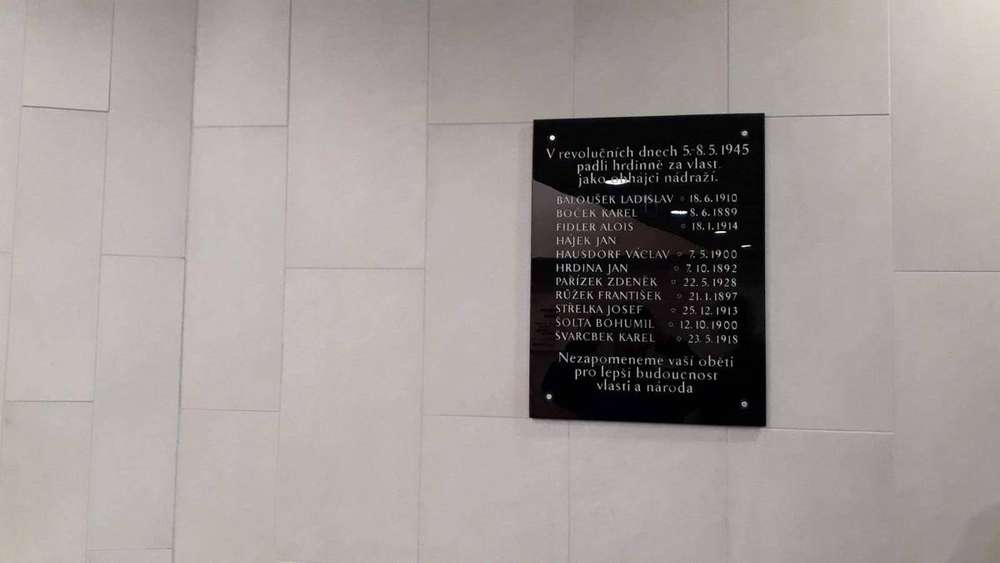 V revolučních dnech 5.-8.5.1945
padli hrdinně za vlast
jako obhájci nádraží.
BALOUŠEK LADISLAV ○ 18.6.1910
BOČEK KAREL 8.6.1889
FIDLER ALOIS ○ 18.1.1914
HÁJEK JAN
HAUSDORF VÁCLAV ○ 7.5.1900
HRDINA JAN ○ 7.10.1892
PAŘÍZEK ZDENĚK ○ 22.5.1928
RŮŽEK FRANTIŠEK ○ 21.1.1897
STŘELKA JOSEF ○ 25.12.1913
ŠOLTA BOHUMIL ○ 12.10.1900
ŠVARCBEK KAREL ○ 23.5.1918
Nezapomeneme vaší oběti
pro lepší budoucnost
vlasti a národa